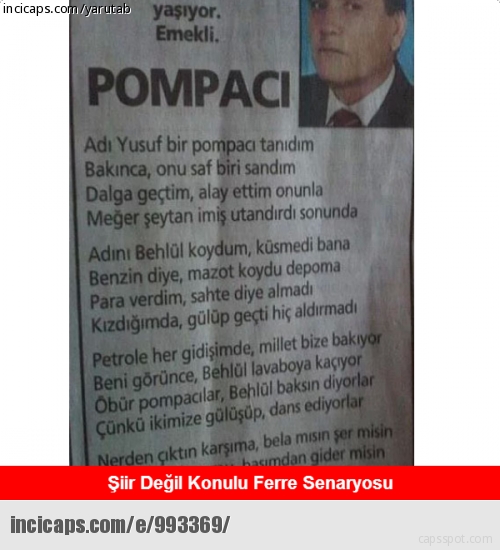 incicaps.com/yarutab
yaşıyor.
Emekli.
POMPACI
Adı Yusuf bir pompacı tanıdım
Bakınca, onu saf biri sandım
Dalga geçtim, alay ettim onunla
Meğer şeytan imiş utandırdı sonunda
Adını Behlûl koydum, küsmedi bana
Benzin diye, mazot koydu depoma
Para verdim, sahte diye almadı
Kızdığımda, gülüp geçti hiç aldırmadı
Petrole her gidişimde, millet bize bakıyor
Beni görünce, Behlûl lavaboya kaçıyor
Öbür pompacılar, Behlûl baksın diyorlar
Çünkü ikimize gülüşüp, dans ediyorlar
Nerden çıktın karşıma, bela mısın şer misin
başımdan gider misin
Şiir Değil Konulu Ferre Senaryosu
incicaps.com/e/993369/
capsspot.com